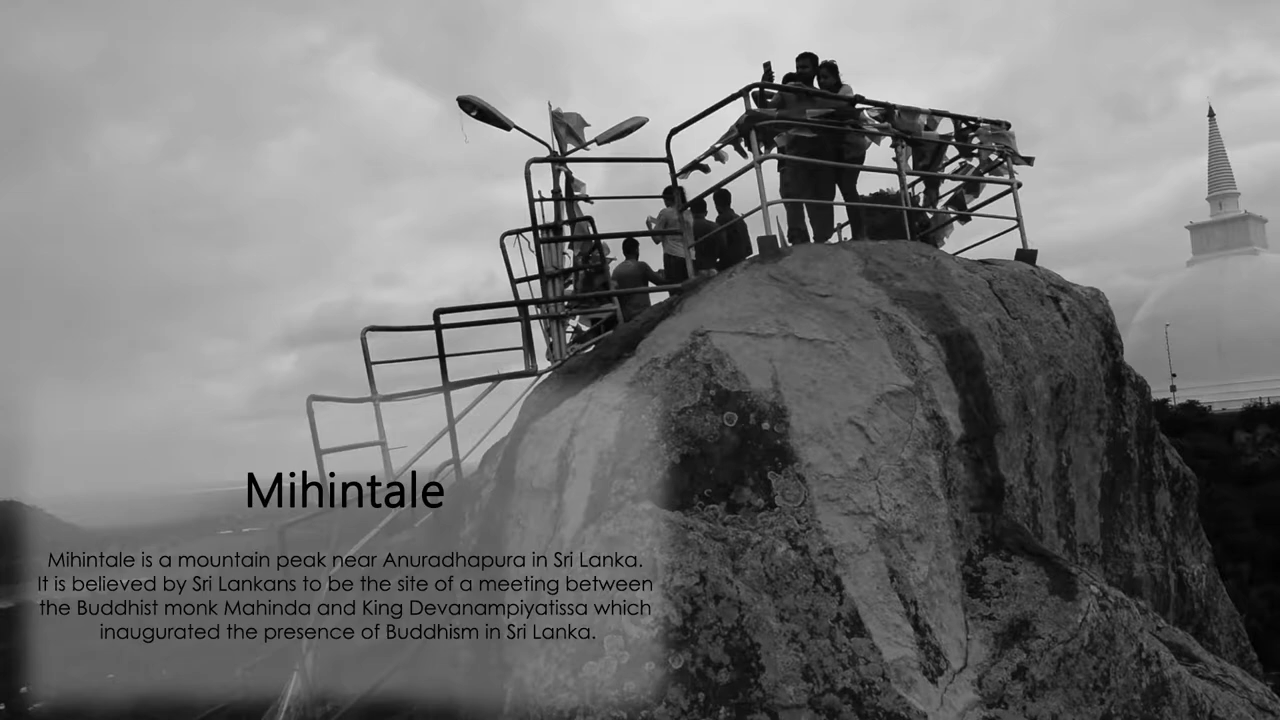 Mihintale
Mihintale is a mountain peak near Anuradhapura in Sri Lanka.
It is believed by Sri Lankans to be the site of a meeting between
the Buddhist monk Mahinda and King Devanampiyatissa which
inaugurated the presence of Buddhism in Sri Lanka.